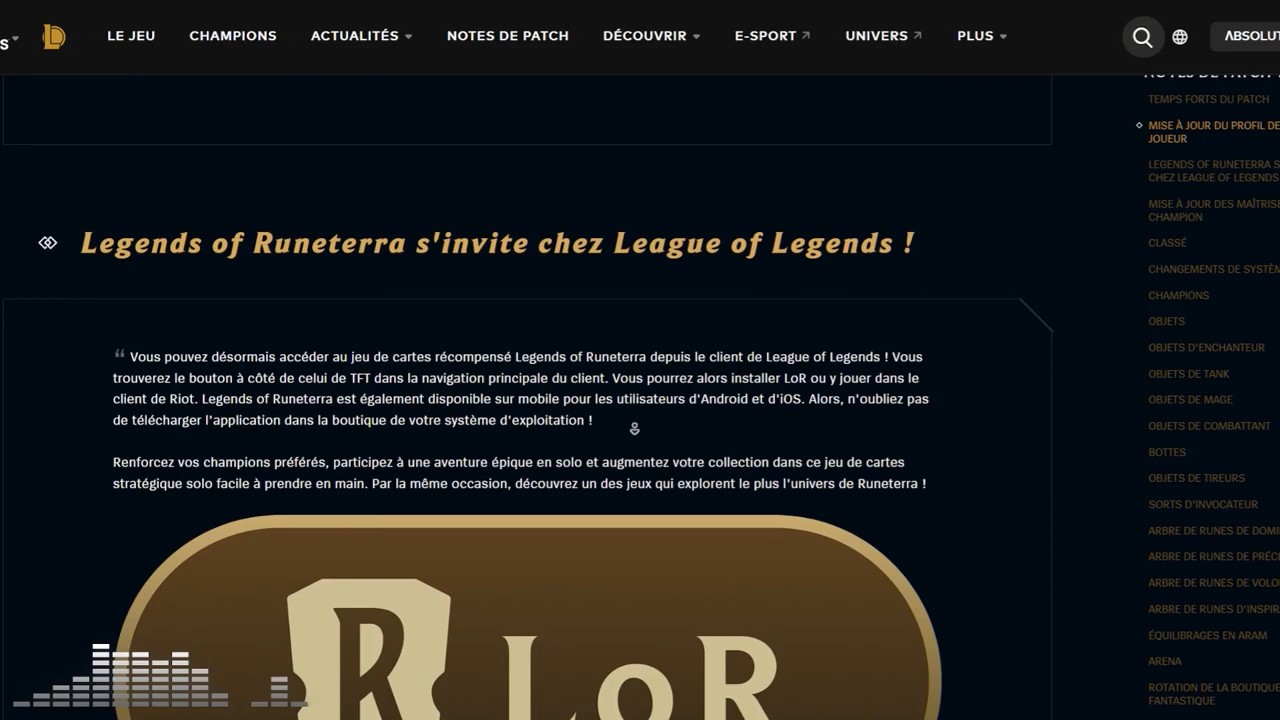 S
LE JEU
CHAMPIONS
ACTUALITÉS
NOTES DE PATCH
DÉCOUVRIR
E-SPORT
UNIVERS
PLUS
Legends of Runeterra s'invite chez League of Legends !
Vous pouvez désormais accéder au jeu de cartes récompensé Legends of Runeterra depuis le client de League of Legends ! Vous
trouverez le bouton à côté de celui de TFT dans la navigation principale du client. Vous pourrez alors installer LoR ou y jouer dans le
client de Riot. Legends of Runeterra est également disponible sur mobile pour les utilisateurs d'Android et d'iOS. Alors, n'oubliez pas
de télécharger l'application dans la boutique de votre système d'exploitation !
Renforcez vos champions préférés, participez à une aventure épique en solo et augmentez votre collection dans ce jeu de cartes
stratégique solo facile à prendre en main. Par la même occasion, découvrez un des jeux qui explorent le plus l'univers de Runeterra !
R LoR
NOTES DE PATCH
TEMPS FORTS DU PATCH
MISE À JOUR DU PROFIL DE
JOUEUR
LEGENDS OF RUNETERRA S
CHEZ LEAGUE OF LEGENDS
MISE À JOUR DES MAÎTRIS
CHAMPION
CLASSÉ
CHANGEMENTS DE SYSTÈ
CHAMPIONS
OBJETS
OBJETS D'ENCHANTEUR
OBJETS DE TANK
OBJETS DE MAGE
OBJETS DE COMBATTANT
BOTTES
OBJETS DE TIREURS
SORTS D'INVOCATEUR
ARBRE DE RUNES DE DOMI
ARBRE DE RUNES DE PRÉC
ARBRE DE RUNES DE VOLO
ARBRE DE RUNES D'INSPIR
ÉQUILIBRAGES EN ARAM
ARENA
ROTATION DE LA BOUTIQUE
FANTASTIQUE